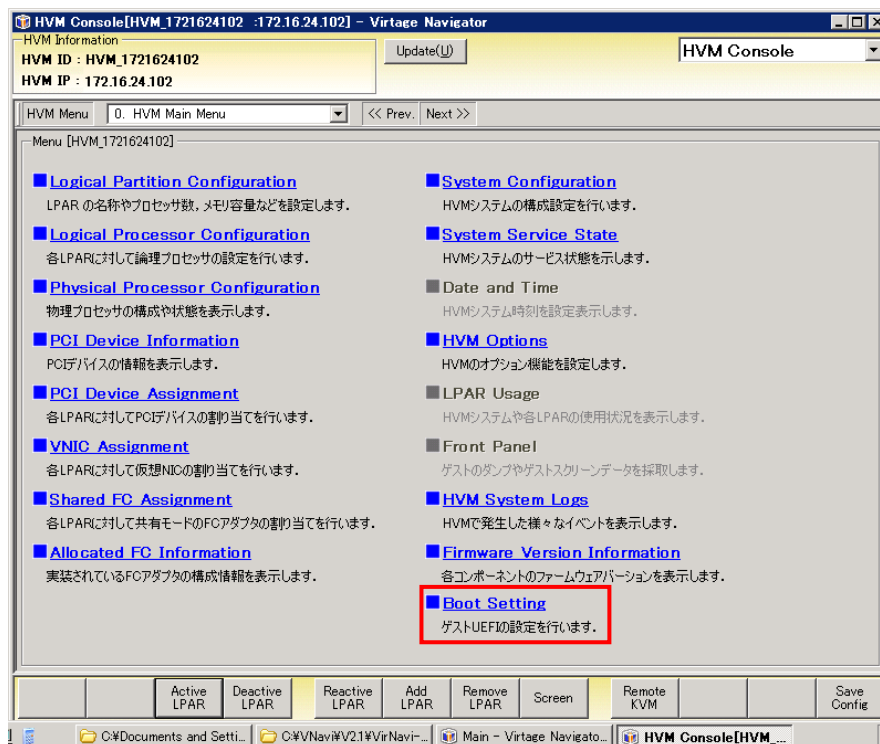 HVM Console[HVM_1721624102 :172.16.24.102] - Virtage Navigator
HVM Information
HVM ID : HVM_1721624102
HVM IP : 172.16.24.102
Update(U)
HVM Console
HVM Menu
0. HVM Main Menu
<< Prev.
Next >>
Menu [HVM_1721624102]
Logical Partition Configuration
LPAR の名称やプロセッサ数, メモリ容量などを設定します.
Logical Processor Configuration
各LPARに対して論理プロセッサの設定を行います.
Physical Processor Configuration
物理プロセッサの構成や状態を表示します.
PCI Device Information
PCIデバイスの情報を表示します.
PCI Device Assignment
各LPARに対してPCIデバイスの割り当てを行います.
VNIC Assignment
各LPARに対して仮想NICの割り当てを行います.
Shared FC Assignment
各LPARに対して共有モードのFCアダプタの割り当てを行います.
Allocated FC Information
実装されているFCアダプタの構成情報を表示します.
System Configuration
HVMシステムの構成設定を行います.
System Service State
HVMシステムのサービス状態を示します.
Date and Time
HVMシステム時刻を設定表示します.
HVM Options
HVMのオプション機能を設定します.
LPAR Usage
HVMシステムや各LPARの使用状況を表示します.
Front Panel
ゲストのダンプやゲストスクリーンデータを採取します.
HVM System Logs
HVMで発生した様々なイベントを表示します.
Firmware Version Information
各コンポーネントのファームウェアバージョンを表示します.
Boot Setting
ゲストUEFIの設定を行います.
Active LPAR
Deactive LPAR
Reactive LPAR
Add LPAR
Remove LPAR
Screen
Remote KVM
Save Config
C:¥Documents and Setti...
C:¥VNavi¥V2.1¥VirNavi-...
Main - Virtage Navigato...
HVM Console[HVM_...